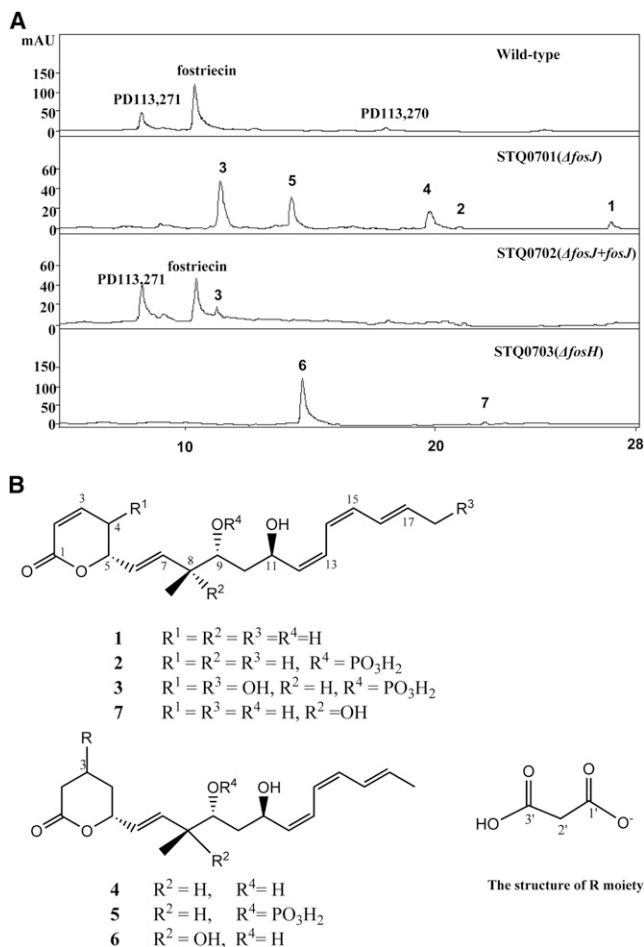 A
mAU
Wild-type
fostriecin
PD113,271
PD113,270
150
100
50
0
STQ0701(ΔfosJ)
3
5
4
2
1
60
40
20
0
STQ0702(ΔfosJ+fosJ)
fostriecin
PD113,271
3
60
40
20
0
STQ0703(ΔfosH)
6
7
150
100
50
0
10
20
28
B
3
R¹
4
1
O
O
5
7
8
R²
OR⁴
9
OH
11
13
15
17
R³
1 R¹ = R² = R³ =R⁴=H
2 R¹ = R² = R³ = H, R⁴ = PO₃H₂
3 R¹ = R³ = OH, R² = H, R⁴ = PO₃H₂
7 R¹ = R³ = R⁴ = H, R² =OH
R
3
O
O
OR⁴
OH
R²
O
O
HO
3'
2'
1'
O⁻
The structure of R moiety
4 R² = H, R⁴ = H
5 R² = H, R⁴= PO₃H₂
6 R² = OH, R⁴ = H